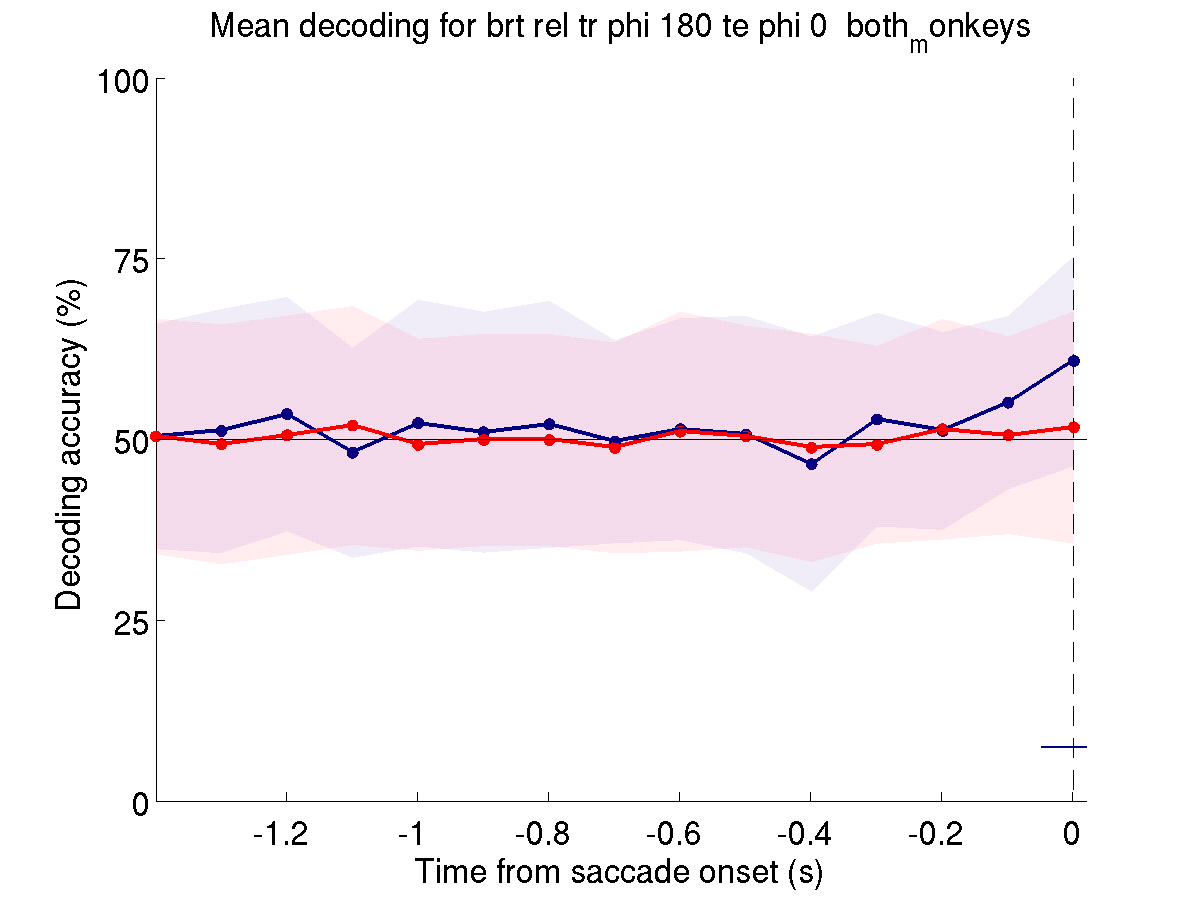 Mean decoding for brt rel tr phi 180 te phi 0  both_monkeys
100
75
50
25
0
Decoding accuracy (%)
-1.2 -1 -0.8 -0.6 -0.4 -0.2 0
Time from saccade onset (s)